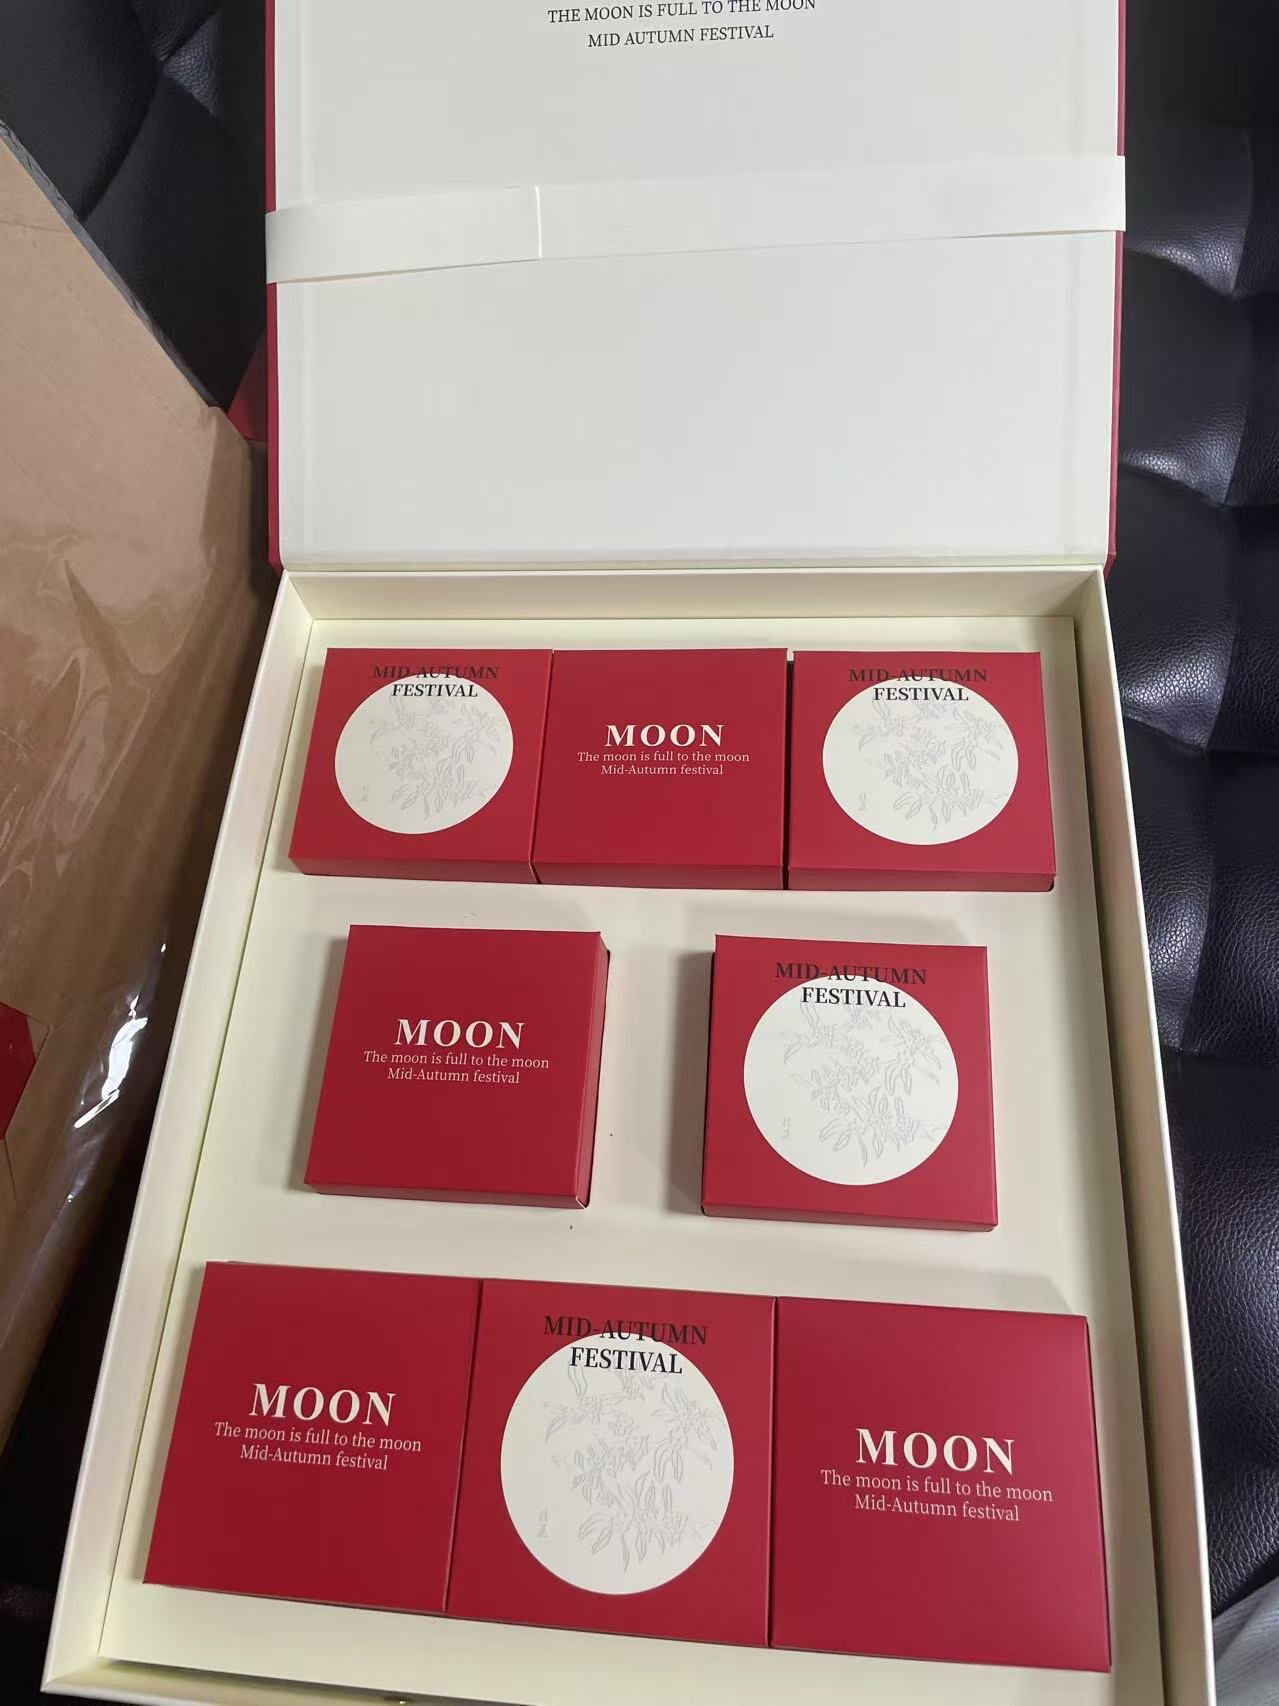 THE MOON IS FULL TO THE MOON
MID AUTUMN FESTIVAL
MID-AUTUMN
FESTIVAL
MOON
The moon is full to the moon
Mid-Autumn festival
MID-AUTUMN
FESTIVAL
MOON
The moon is full to the moon
Mid-Autumn festival
MID-AUTUMN
FESTIVAL
MOON
The moon is full to the moon
Mid-Autumn festival
MID-AUTUMN
FESTIVAL
MOON
The moon is full to the moon
Mid-Autumn festival